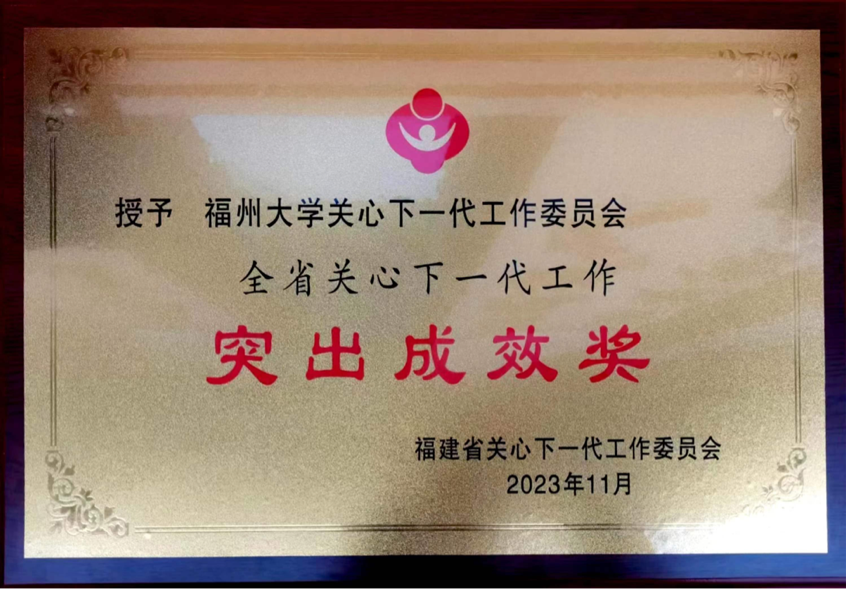 授予 福州大学关心下一代工作委员会
全省关心下一代工作
突出成效奖
福建省关心下一代工作委员会
2023年11月